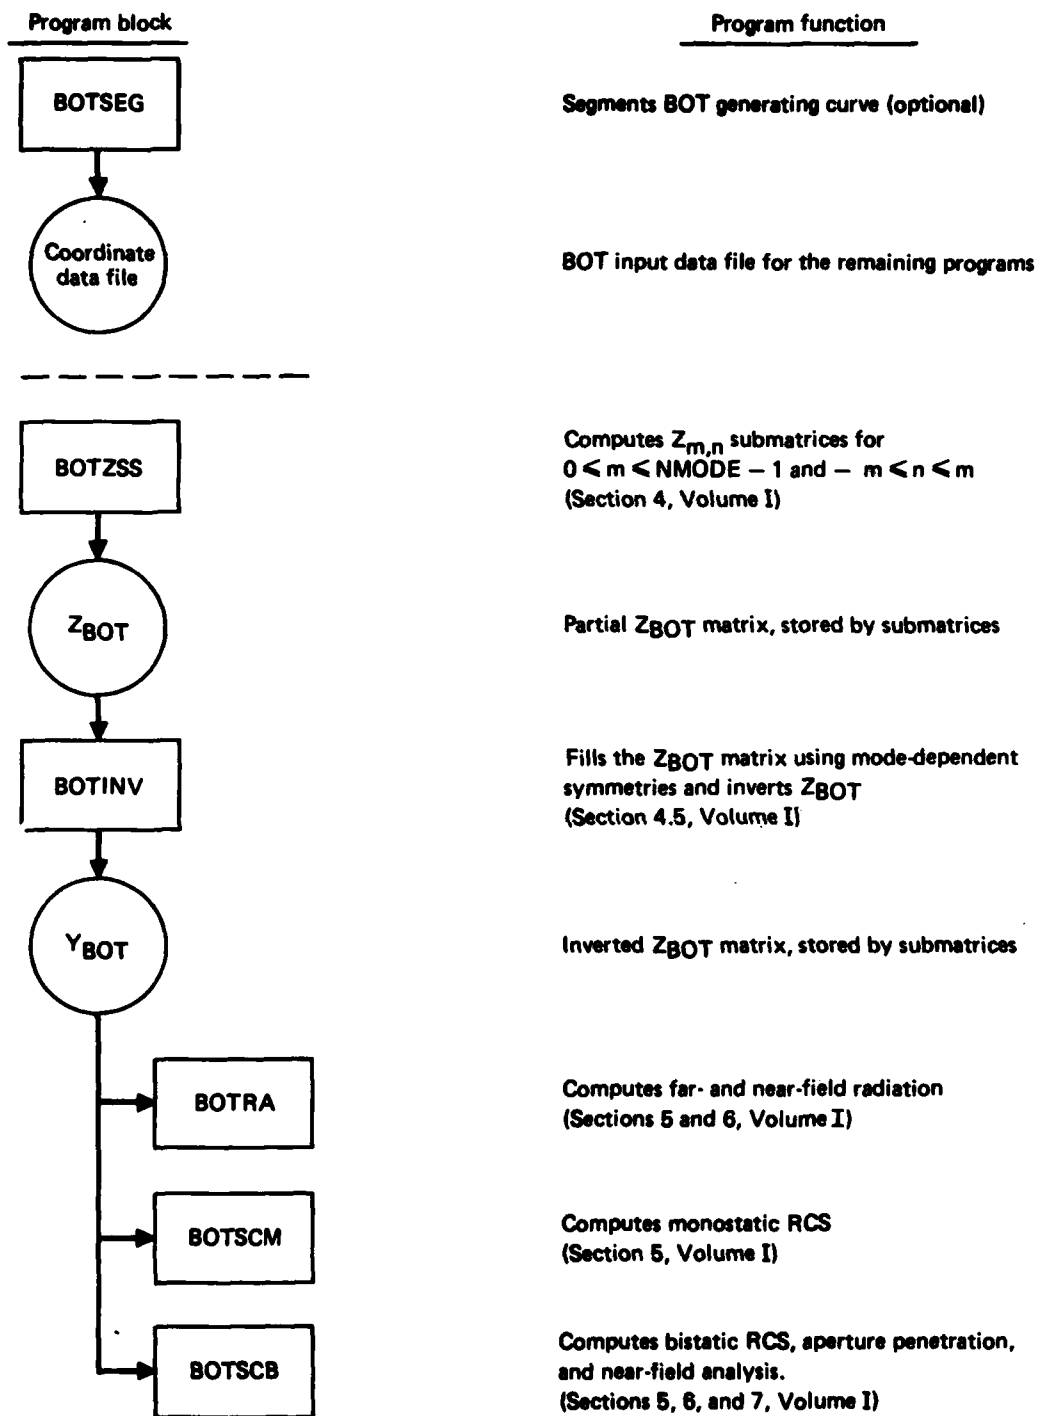 Program block
Program function
BOTSEG
Segments BOT generating curve (optional)
Coordinate
data file
BOT input data file for the remaining programs
BOTZSS
Computes Zm,n submatrices for
0 ⩽ m ⩽ NMODE − 1 and − m ⩽ n ⩽ m
(Section 4, Volume I)
ZBOT
Partial ZBOT matrix, stored by submatrices
BOTINV
Fills the ZBOT matrix using mode-dependent
symmetries and inverts ZBOT
(Section 4.5, Volume I)
YBOT
Inverted ZBOT matrix, stored by submatrices
BOTRA
Computes far- and near-field radiation
(Sections 5 and 6, Volume I)
BOTSCM
Computes monostatic RCS
(Section 5, Volume I)
BOTSCB
Computes bistatic RCS, aperture penetration,
and near-field analysis.
(Sections 5, 6, and 7, Volume I)